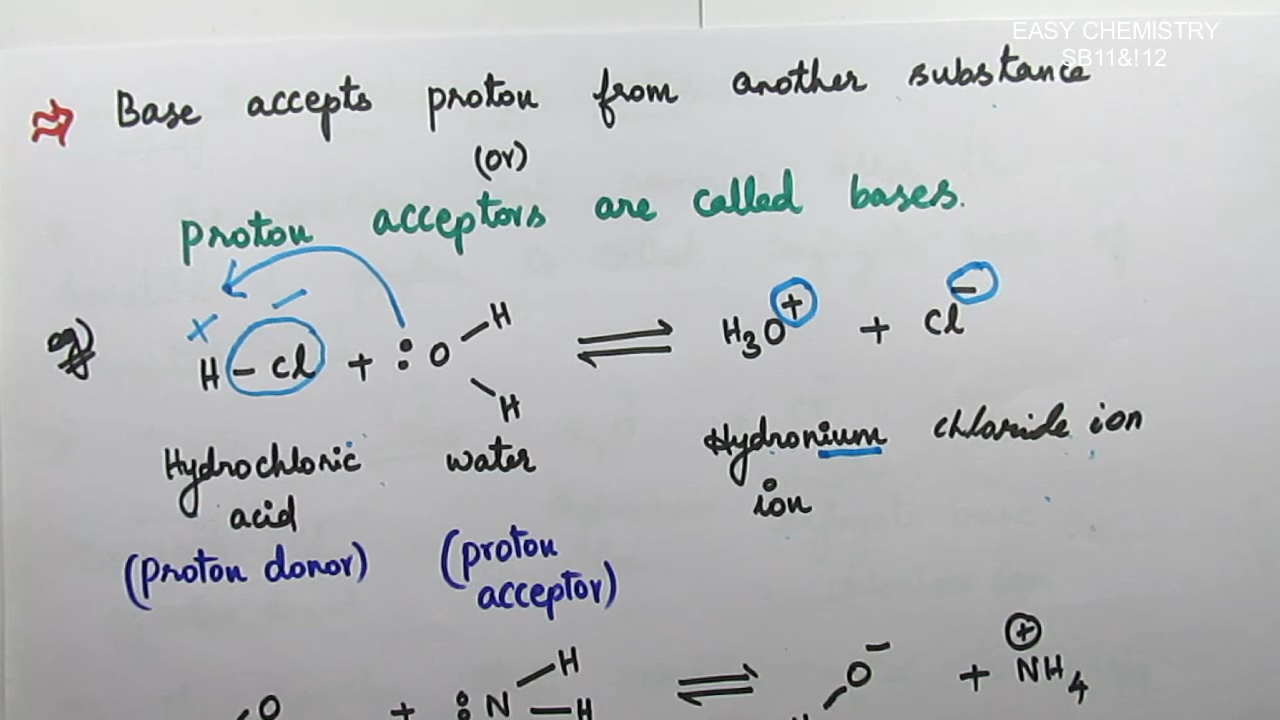 EASY CHEMISTRY
SB11&!12
⇒ Base accepts proton from another substance
(or)
Proton acceptors are called bases.
eg) H – Cl + :O H H ⇌ H3O+ + Cl–
+ –
Hydrochloric acid
water
Hydronium ion
chloride ion
(Proton donor)
(proton acceptor)
O + :N H H ⇌ O– + NH4 +